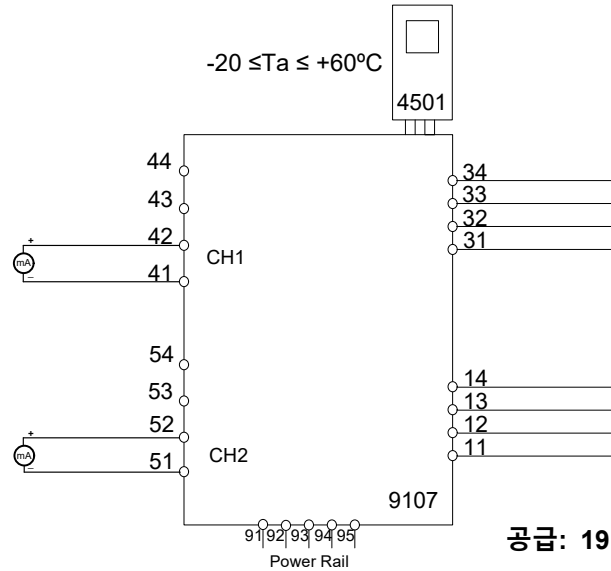 -20 ≤Ta ≤ +60ºC
4501
44
43
42
41
CH1
+
mA
–
54
53
52
51
CH2
+
mA
–
34
33
32
31
14
13
12
11
9107
91 92 93 94 95
Power Rail
공급: 19